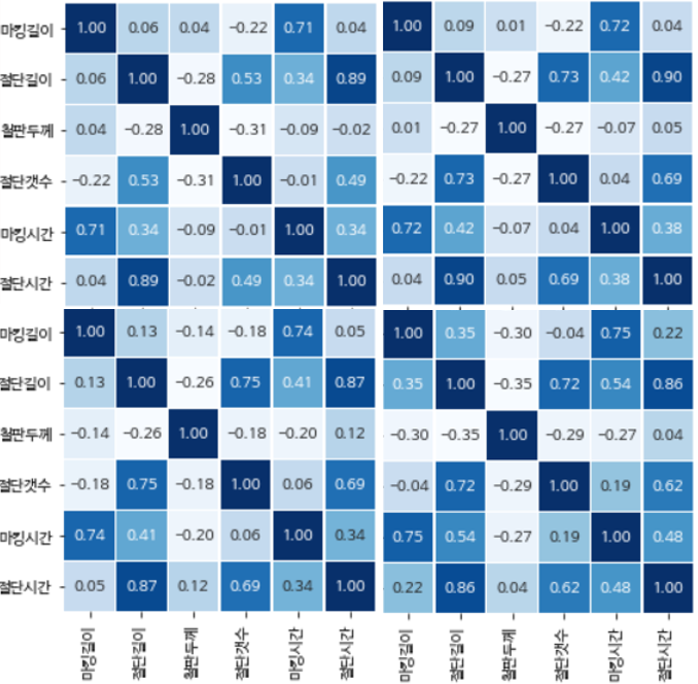 마킹길이 - 1.00 0.06 0.04 −0.22 0.71 0.04 1.00 0.09 0.01 −0.22 0.72 0.04
절단길이 - 0.06 1.00 −0.28 0.53 0.34 0.89 0.09 1.00 −0.27 0.73 0.42 0.90
철판두께 - 0.04 −0.28 1.00 −0.31 −0.09 −0.02 0.01 −0.27 1.00 −0.27 −0.07 0.05
절단갯수 - −0.22 0.53 −0.31 1.00 −0.01 0.49 −0.22 0.73 −0.27 1.00 0.04 0.69
마킹시간 - 0.71 0.34 −0.09 −0.01 1.00 0.34 0.72 0.42 −0.07 0.04 1.00 0.38
절단시간 - 0.04 0.89 −0.02 0.49 0.34 1.00 0.04 0.90 0.05 0.69 0.38 1.00
마킹길이 - 1.00 0.13 −0.14 −0.18 0.74 0.05 1.00 0.35 −0.30 −0.04 0.75 0.22
절단길이 - 0.13 1.00 −0.26 0.75 0.41 0.87 0.35 1.00 −0.35 0.72 0.54 0.86
철판두께 - −0.14 −0.26 1.00 −0.18 −0.20 0.12 −0.30 −0.35 1.00 −0.29 −0.27 0.04
절단갯수 - −0.18 0.75 −0.18 1.00 0.06 0.69 −0.04 0.72 −0.29 1.00 0.19 0.62
마킹시간 - 0.74 0.41 −0.20 0.06 1.00 0.34 0.75 0.54 −0.27 0.19 1.00 0.48
절단시간 - 0.05 0.87 0.12 0.69 0.34 1.00 0.22 0.86 0.04 0.62 0.48 1.00
마킹길이 절단길이 철판두께 절단갯수 마킹시간 절단시간 마킹길이 절단길이 철판두께 절단갯수 마킹시간 절단시간